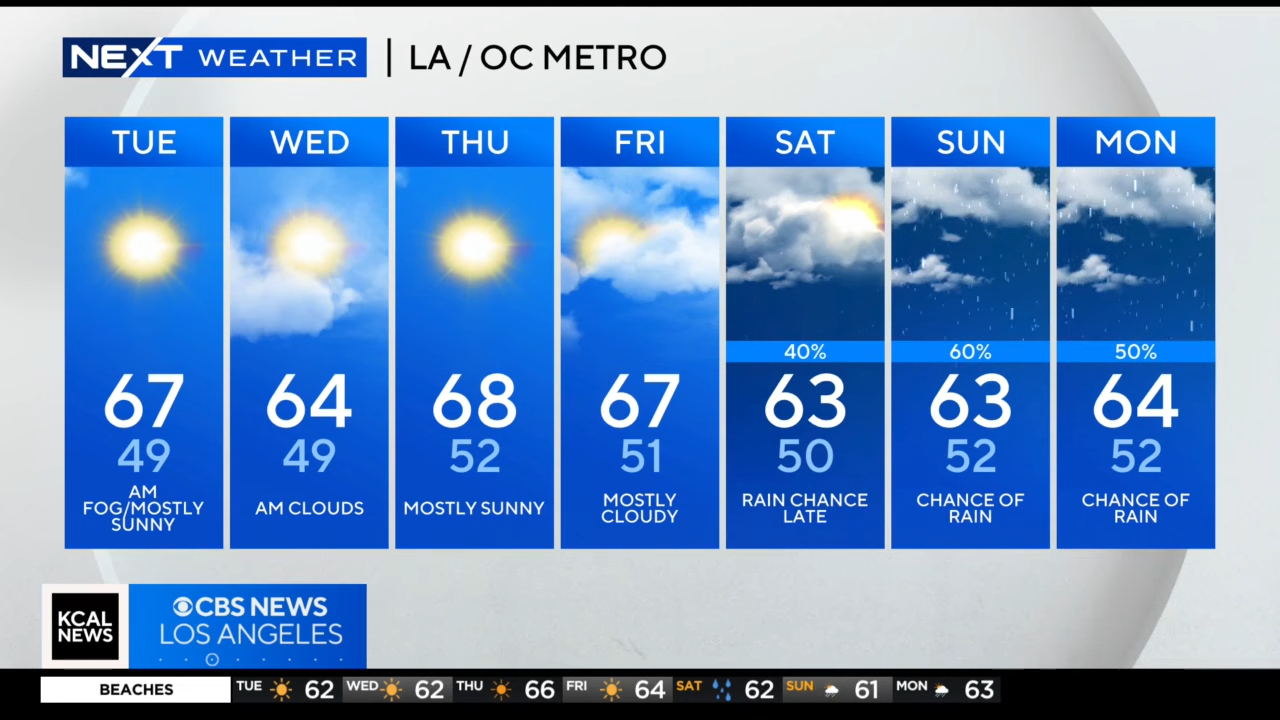 NEXT WEATHER | LA / OC METRO
TUE
67
49
AM
FOG/MOSTLY
SUNNY
WED
64
49
AM CLOUDS
THU
68
52
MOSTLY SUNNY
FRI
67
51
MOSTLY
CLOUDY
SAT
40%
63
50
RAIN CHANCE
LATE
SUN
60%
63
52
CHANCE OF
RAIN
MON
50%
64
52
CHANCE OF
RAIN
KCAL
NEWS
CBS NEWS
LOS ANGELES
BEACHES TUE 62 WED 62 THU 66 FRI 64 SAT 62 SUN 61 MON 63